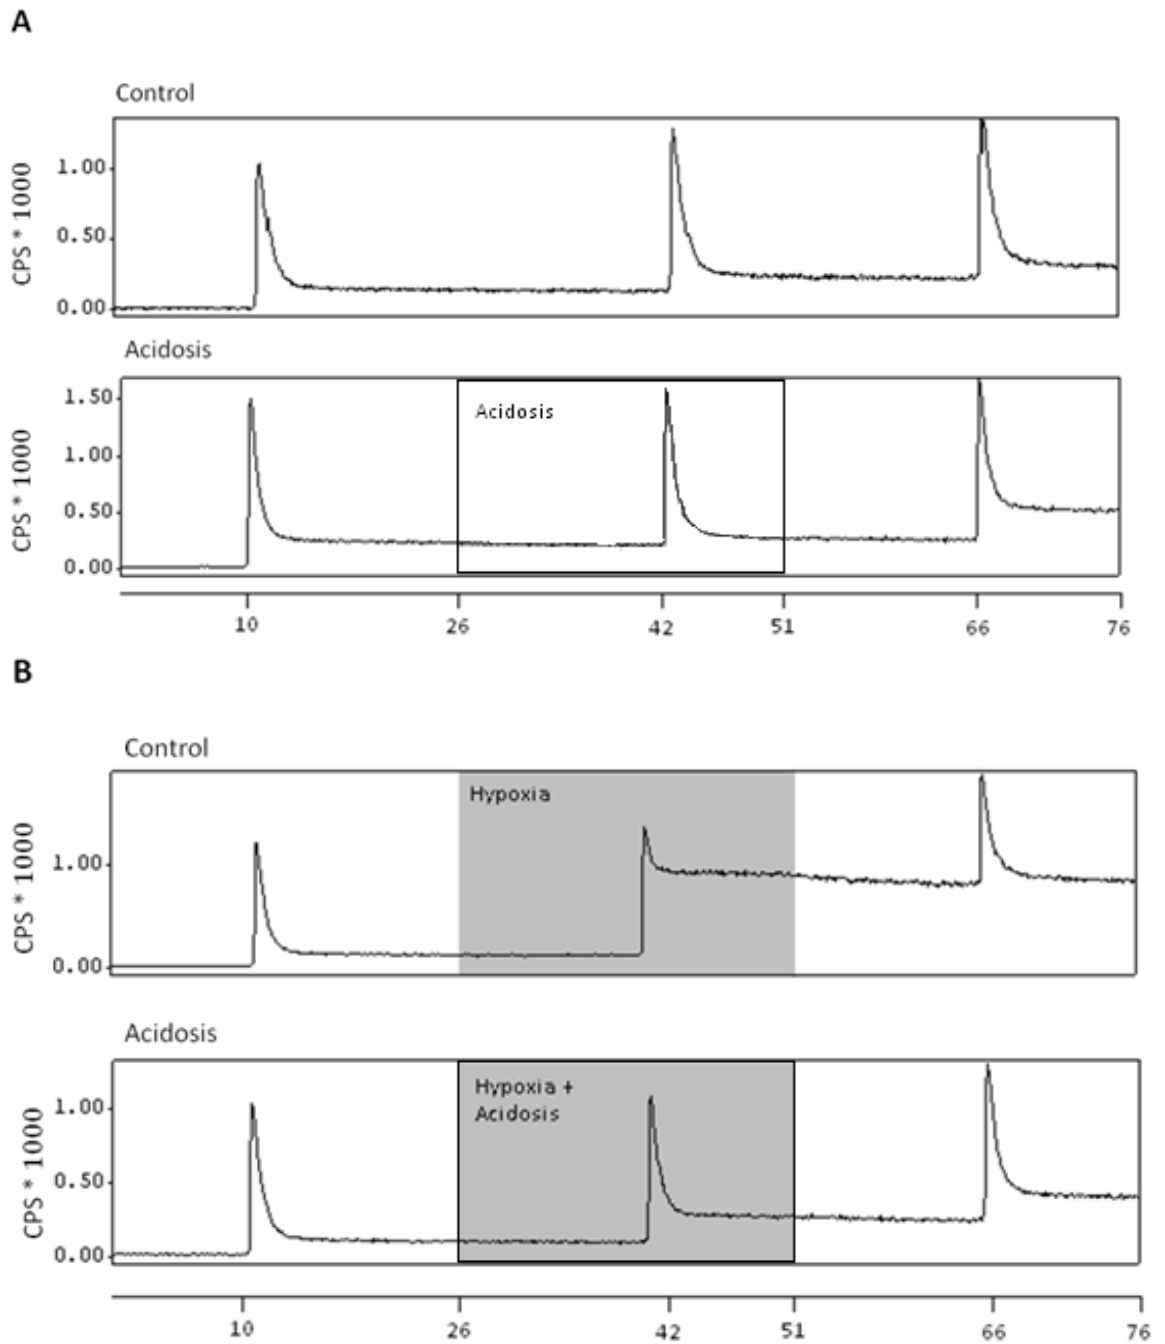 A
Control
CPS * 1000
1.00
0.50
0.00
Acidosis
CPS * 1000
1.50
1.00
0.50
0.00
Acidosis
10 26 42 51 66 76
B
Control
CPS * 1000
1.00
0.00
Hypoxia
Acidosis
CPS * 1000
1.00
0.50
0.00
Hypoxia +
Acidosis
10 26 42 51 66 76